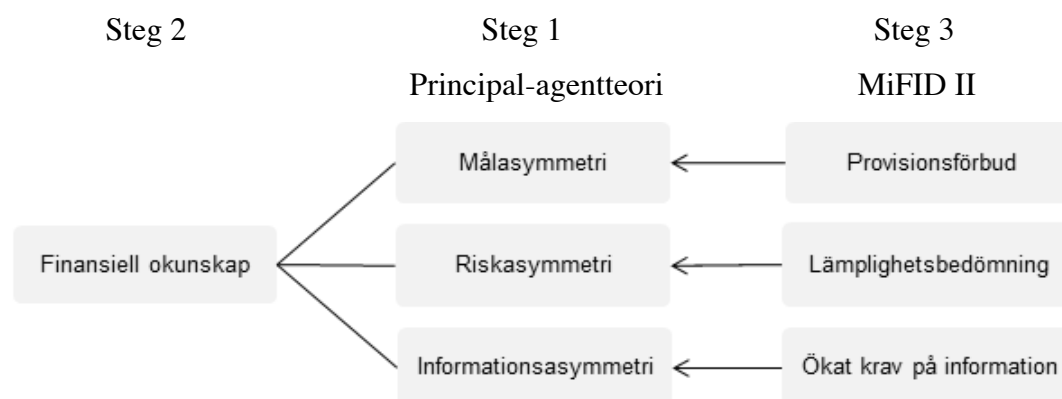 Steg 2
Steg 1
Steg 3
Principal-agentteori
MiFID II
Målasymmetri
Provisionsförbud
Finansiell okunskap
Riskasymmetri
Lämplighetsbedömning
Informationsasymmetri
Ökat krav på information